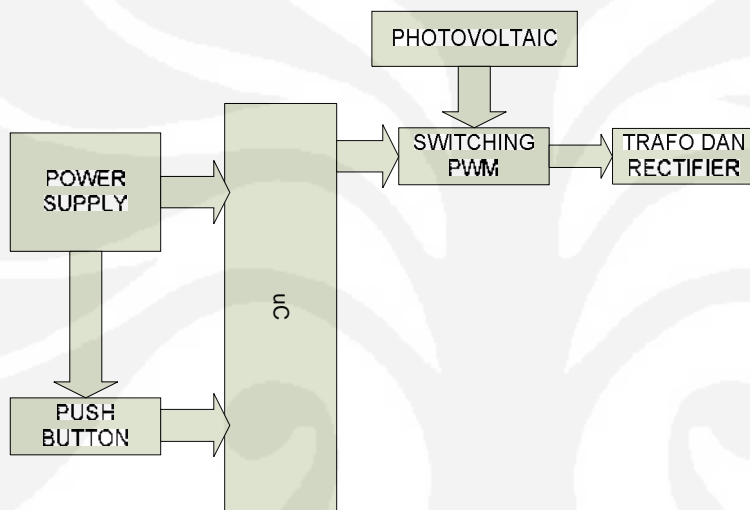 PHOTOVOLTAIC
SWITCHING
PWM
TRAFO DAN
RECTIFIER
POWER
SUPPLY
uC
PUSH
BUTTON